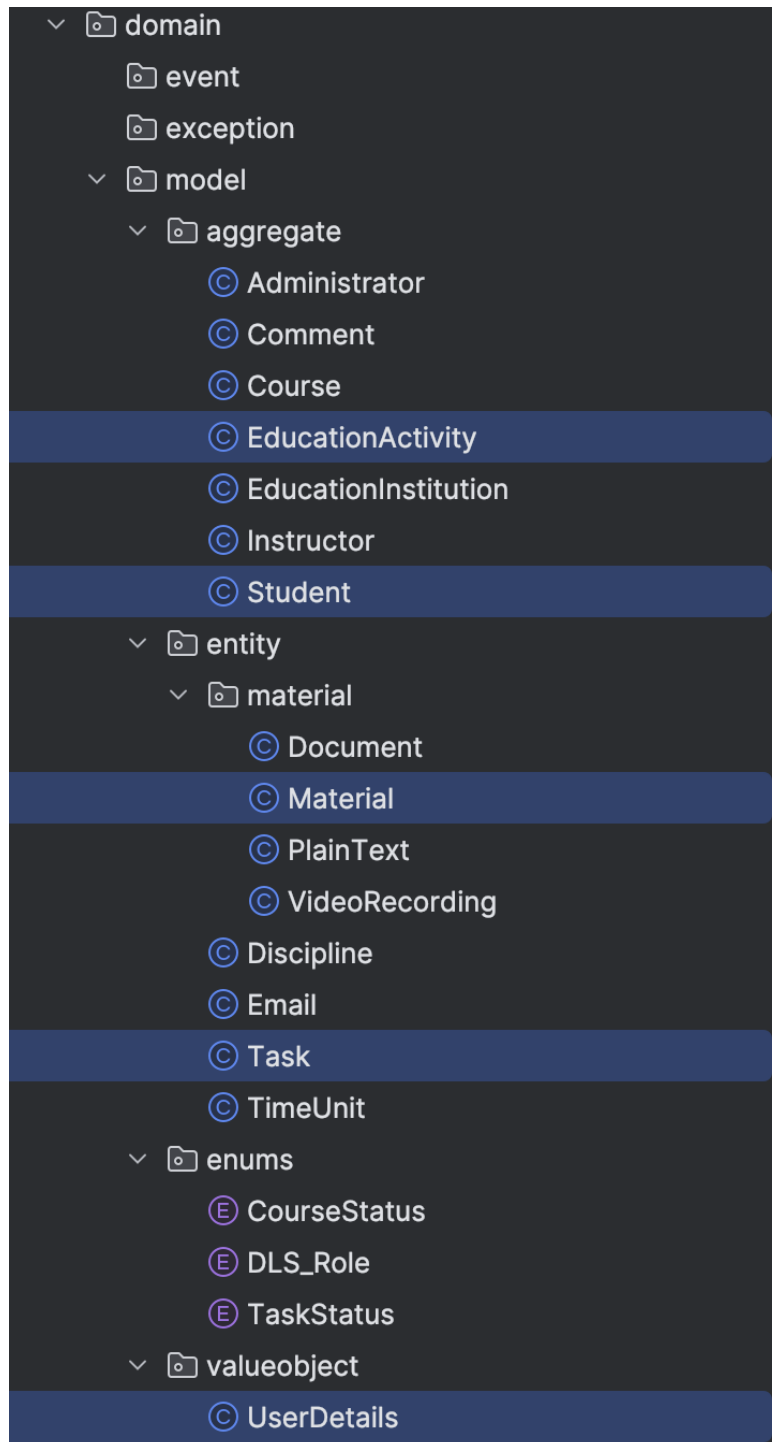 domain
event
exception
model
aggregate
Administrator
Comment
Course
EducationActivity
EducationInstitution
Instructor
Student
entity
material
Document
Material
PlainText
VideoRecording
Discipline
Email
Task
TimeUnit
enums
CourseStatus
DLS_Role
TaskStatus
valueobject
UserDetails